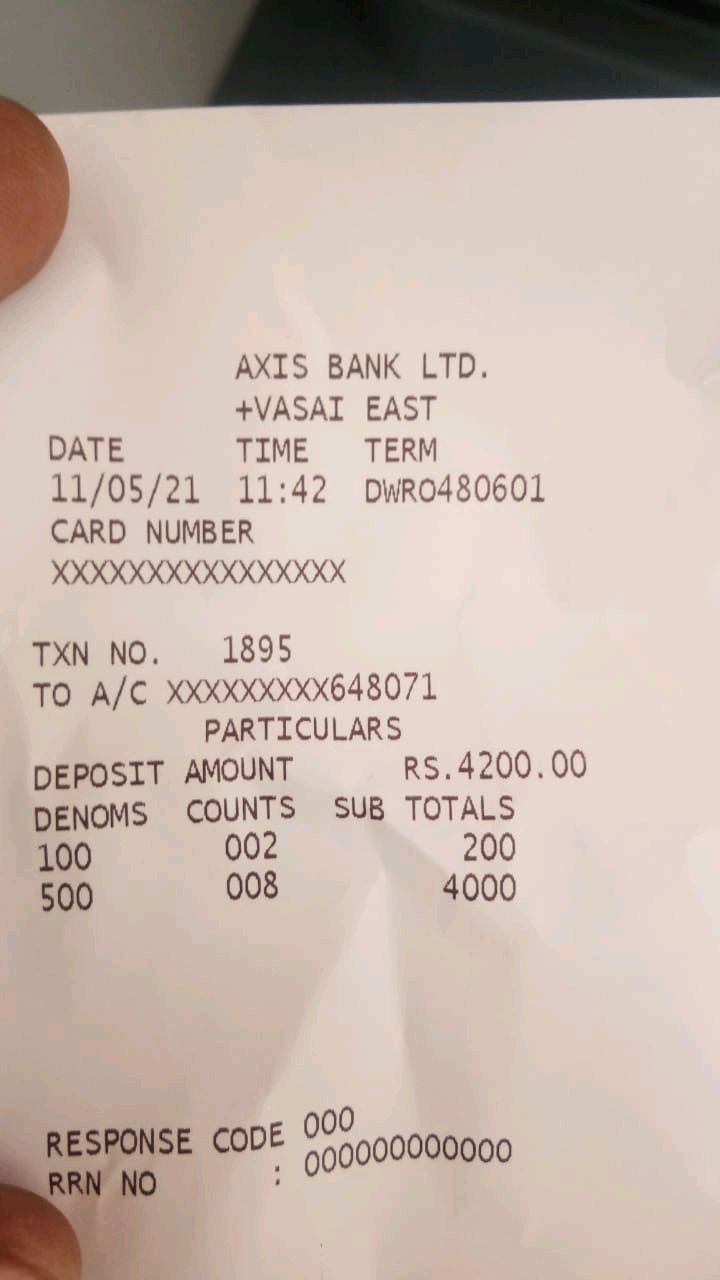 AXIS BANK LTD.
+VASAI EAST
DATE TIME TERM
11/05/21 11:42 DWRO480601
CARD NUMBER
XXXXXXXXXXXXXXXX
TXN NO. 1895
TO A/C XXXXXXXXX648071
PARTICULARS
DEPOSIT AMOUNT RS.4200.00
DENOMS COUNTS SUB TOTALS
100 002 200
500 008 4000
RESPONSE CODE 000
RRN NO : 000000000000